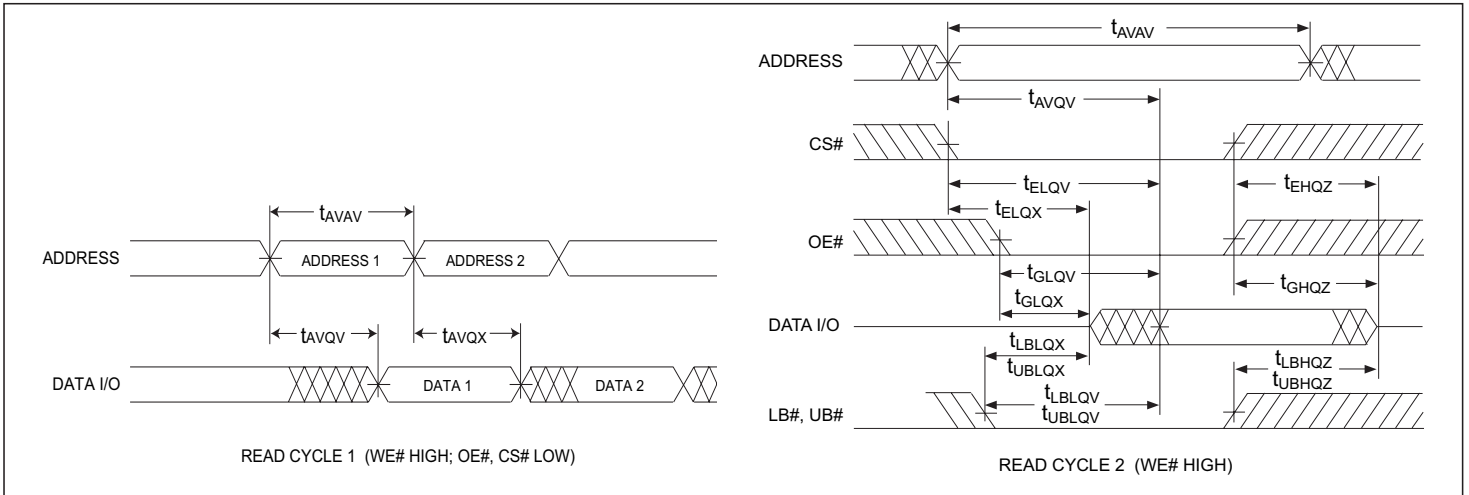 tAVAV
ADDRESS
ADDRESS 1
ADDRESS 2
tAVQV
tAVQX
DATA I/O
DATA 1
DATA 2
READ CYCLE 1 (WE# HIGH; OE#, CS# LOW)
tAVAV
ADDRESS
tAVQV
CS#
tELQV
tEHQZ
tELQX
OE#
tGLQV
tGHQZ
tGLQX
DATA I/O
tLBLQX
tUBLQX
tLBHQZ
tUBHQZ
tLBLQV
tUBLQV
LB#, UB#
READ CYCLE 2 (WE# HIGH)